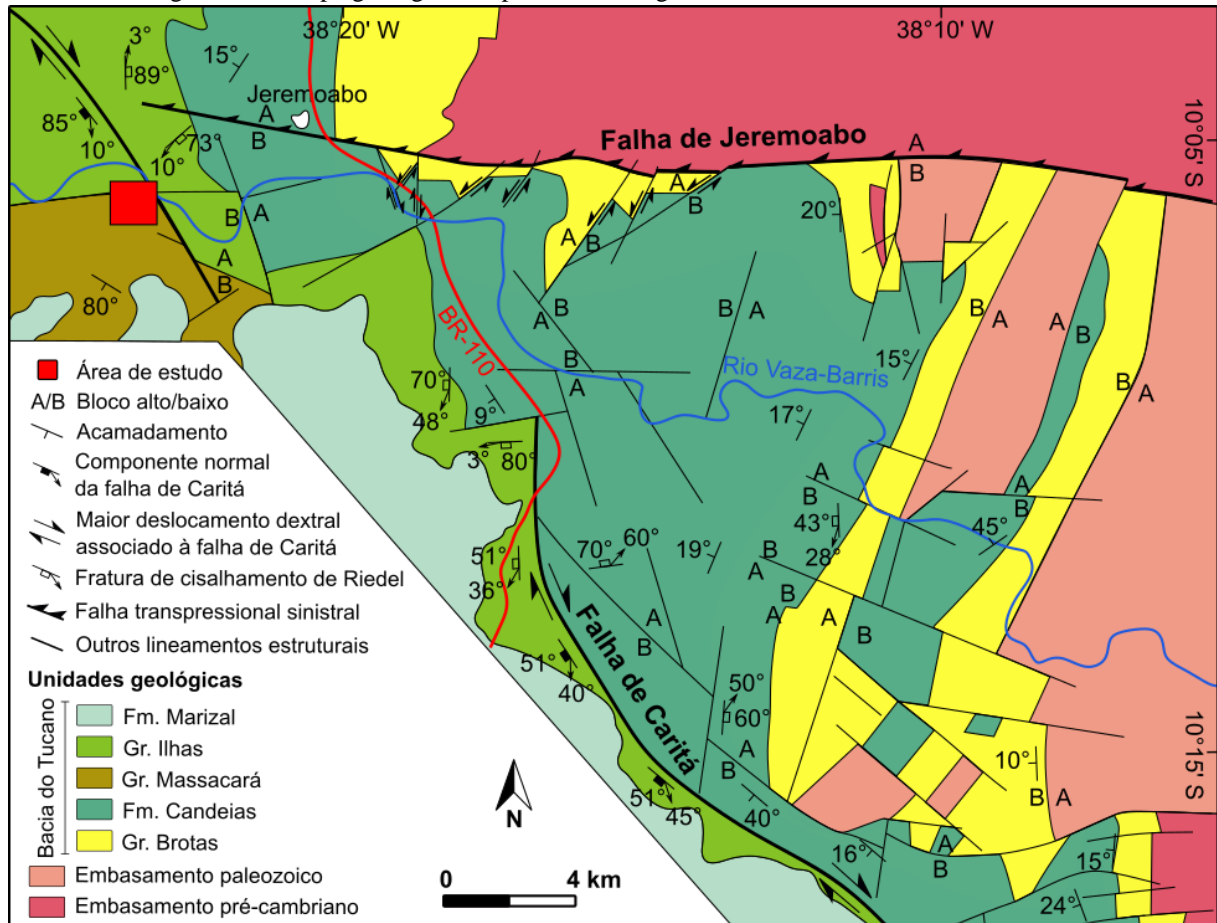 38°20' W
38°10' W
3°
89°
15°
Jeremoabo
A
B
85°
10°
10°
73°
Falha de Jeremoabo
A
B
10°05' S
A
B
20°
B
A
A
B
A
B
80°
A
B
B
A
B
A
B
A
A
B
B
A
BR-110
B
A
15°
Rio Vaza-Barris
70°
48°
9°
17°
3°
80°
A
B
43°
28°
A
B
45°
51°
36°
70°
60°
19°
B
A
B
A
A
B
A
B
Falha de Caritá
51°
40°
50°
60°
A
B
10°
B
A
10°15' S
51°
45°
40°
16°
A
B
15°
24°
Área de estudo
A/B Bloco alto/baixo
Acamadamento
Componente normal
da falha de Caritá
Maior deslocamento dextral
associado à falha de Caritá
Fratura de cisalhamento de Riedel
Falha transpressional sinistral
Outros lineamentos estruturais
Unidades geológicas
Bacia do Tucano
Fm. Marizal
Gr. Ilhas
Gr. Massacará
Fm. Candeias
Gr. Brotas
Embasamento paleozoico
Embasamento pré-cambriano
N
0
4 km